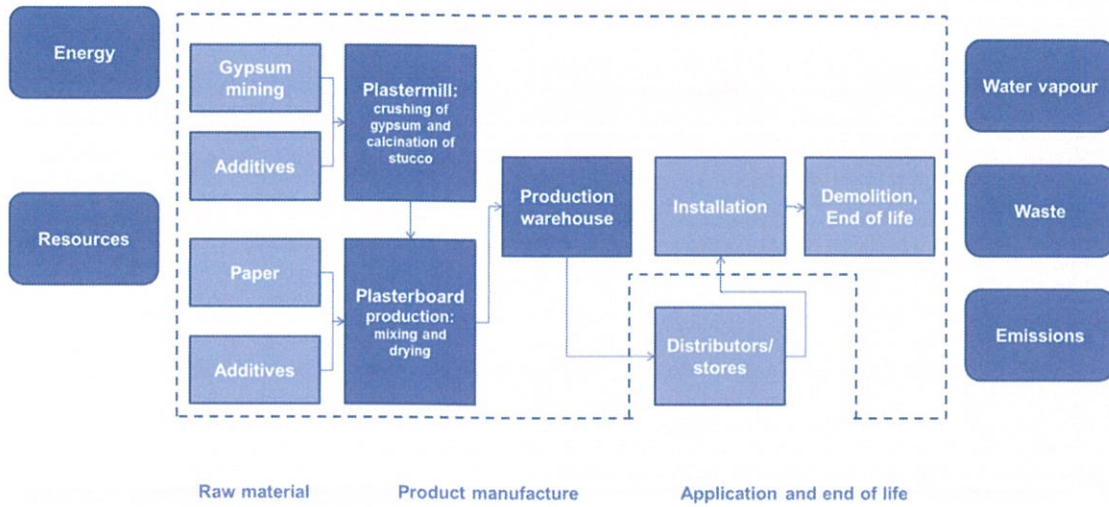 Energy
Resources
Gypsum
mining
Additives
Paper
Additives
Plastermill:
crushing of
gypsum and
calcination of
stucco
Plasterboard
production:
mixing and
drying
Production
warehouse
Installation
Demolition,
End of life
Distributors/
stores
Water vapour
Waste
Emissions
Raw material
Product manufacture
Application and end of life